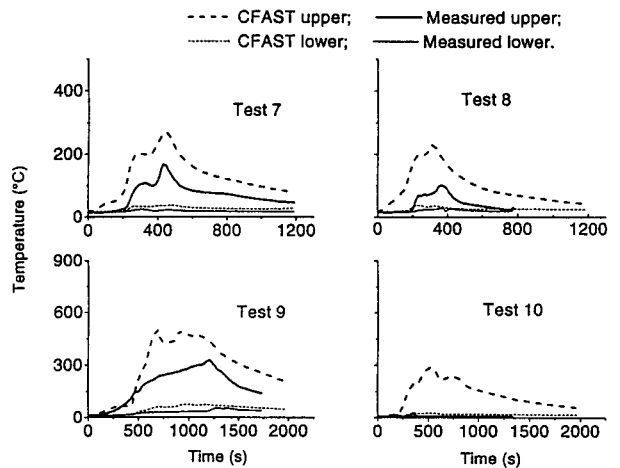 CFAST upper; Measured upper;
CFAST lower; Measured lower.
Temperature (°C)
Test 7
400
200
0
0 400 800 1200
Test 8
0 400 800 1200
Test 9
900
600
300
0
0 500 1000 1500 2000
Time (s)
Test 10
0 500 1000 1500 2000
Time (s)